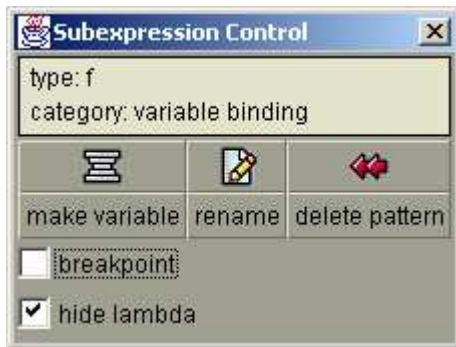 Subexpression Control
type: f
category: variable binding
make variable rename delete pattern
breakpoint
hide lambda